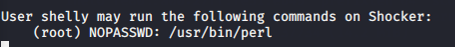 User shelly may run the following commands on Shocker:
    (root) NOPASSWD: /usr/bin/perl